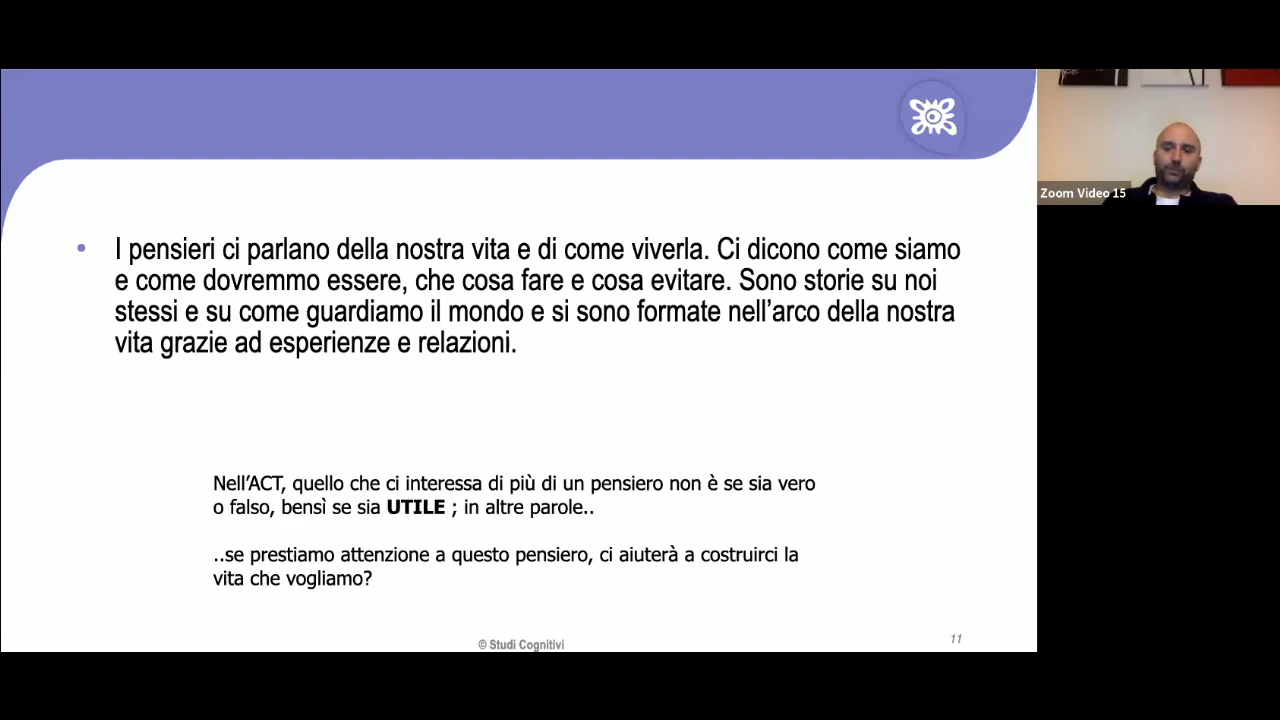 • I pensieri ci parlano della nostra vita e di come viverla. Ci dicono come siamo
e come dovremmo essere, che cosa fare e cosa evitare. Sono storie su noi
stessi e su come guardiamo il mondo e si sono formate nell’arco della nostra
vita grazie ad esperienze e relazioni.
Nell’ACT, quello che ci interessa di più di un pensiero non è se sia vero
o falso, bensì se sia UTILE ; in altre parole..
..se prestiamo attenzione a questo pensiero, ci aiuterà a costruirci la
vita che vogliamo?
© Studi Cognitivi
11
Zoom Video 15